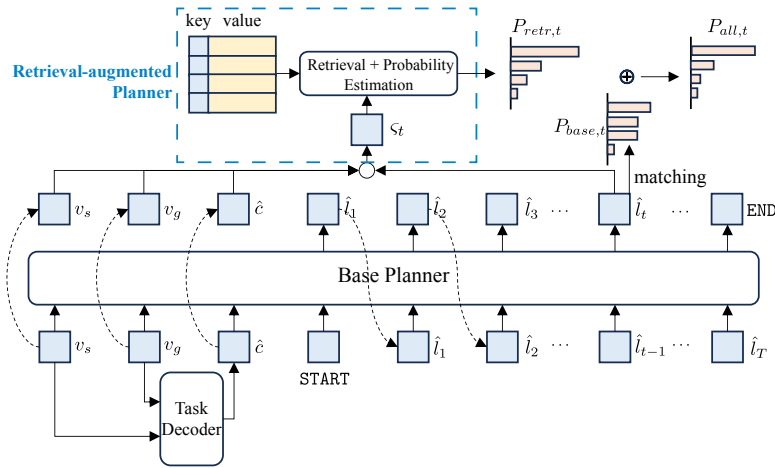 key value
P_{retr,t}
P_{all,t}
Retrieval-augmented
Planner
Retrieval + Probability
Estimation
⊕
ς_t
P_{base,t}
matching
v_s v_g ĉ l̂_1 l̂_2 l̂_3 ··· l̂_t ··· END
Base Planner
v_s v_g ĉ l̂_1 l̂_2 ··· l̂_{t−1} ··· l̂_T
START
Task
Decoder